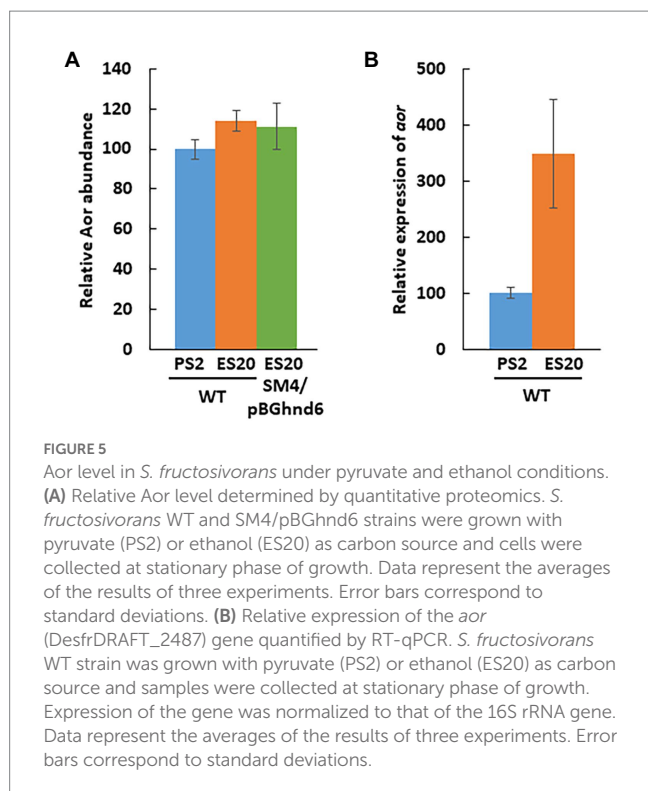 A
Relative Aor abundance
140
120
100
80
60
40
20
0
PS2 ES20 ES20
WT SM4/
pBGhnd6
B
Relative expression of aor
500
400
300
200
100
0
PS2 ES20
WT
FIGURE 5
Aor level in S. fructosivorans under pyruvate and ethanol conditions.
(A) Relative Aor level determined by quantitative proteomics. S.
fructosivorans WT and SM4/pBGhnd6 strains were grown with
pyruvate (PS2) or ethanol (ES20) as carbon source and cells were
collected at stationary phase of growth. Data represent the averages
of the results of three experiments. Error bars correspond to
standard deviations. (B) Relative expression of the aor
(DesfrDRAFT_2487) gene quantified by RT-qPCR. S. fructosivorans
WT strain was grown with pyruvate (PS2) or ethanol (ES20) as carbon
source and samples were collected at stationary phase of growth.
Expression of the gene was normalized to that of the 16S rRNA gene.
Data represent the averages of the results of three experiments. Error
bars correspond to standard deviations.